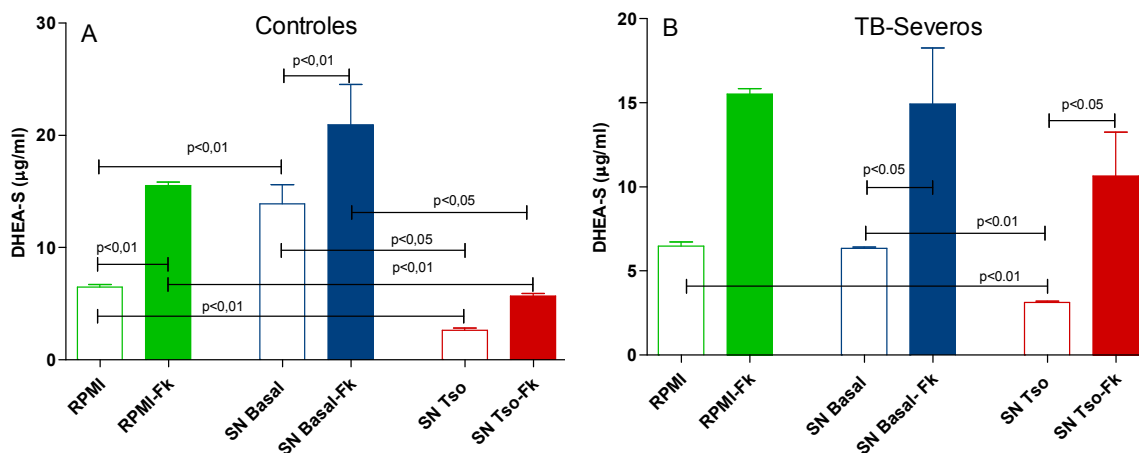 A
Controles
DHEA-S (µg/ml)
30
20
10
0
p<0,01
p<0,01
p<0,05
p<0,05
p<0,01
p<0,01
p<0,01
RPMI
RPMI-Fk
SN Basal
SN Basal-Fk
SN Tso
SN Tso-Fk
B
TB-Severos
DHEA-S (µg/ml)
20
15
10
5
0
p<0.05
p<0.05
p<0.01
p<0.01
RPMI
RPMI-Fk
SN Basal
SN Basal- Fk
SN Tso
SN Tso-Fk